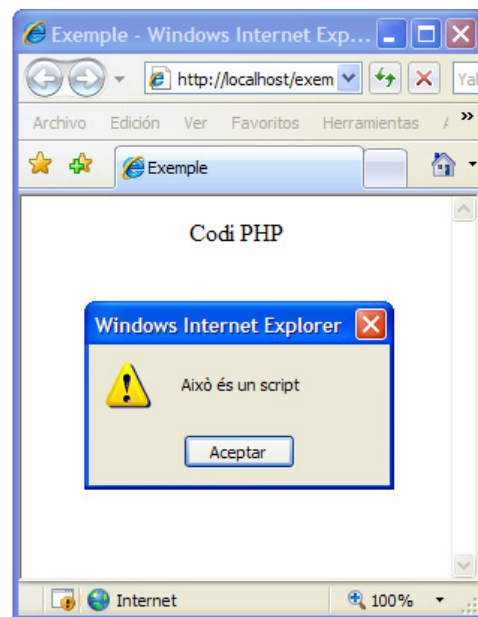 Exemple - Windows Internet Exp...
http://localhost/exem
Archivo Edición Ver Favoritos Herramientas
Exemple
Codi PHP
Windows Internet Explorer
Això és un script
Aceptar
Internet 100%